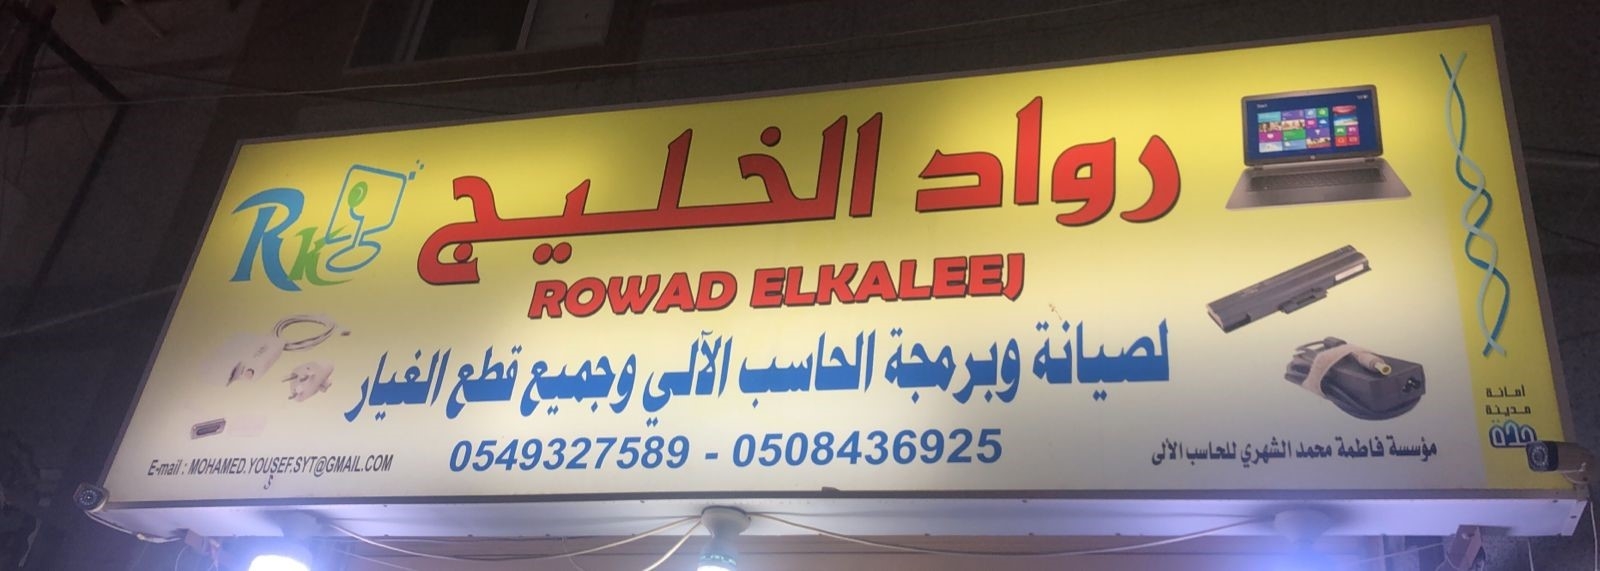 رواد الخليج
RK
ROWAD ELKALEEJ
لصيانة وبرمجة الحاسب الآلي وجميع قطع الغيار
0549327589 - 0508436925
E-mail : MOHAMED.YOUSEF.SYT@GMAIL.COM
مؤسسة فاطمة محمد الشهري للحاسب الآلى
أمانة
مدينة
جدة